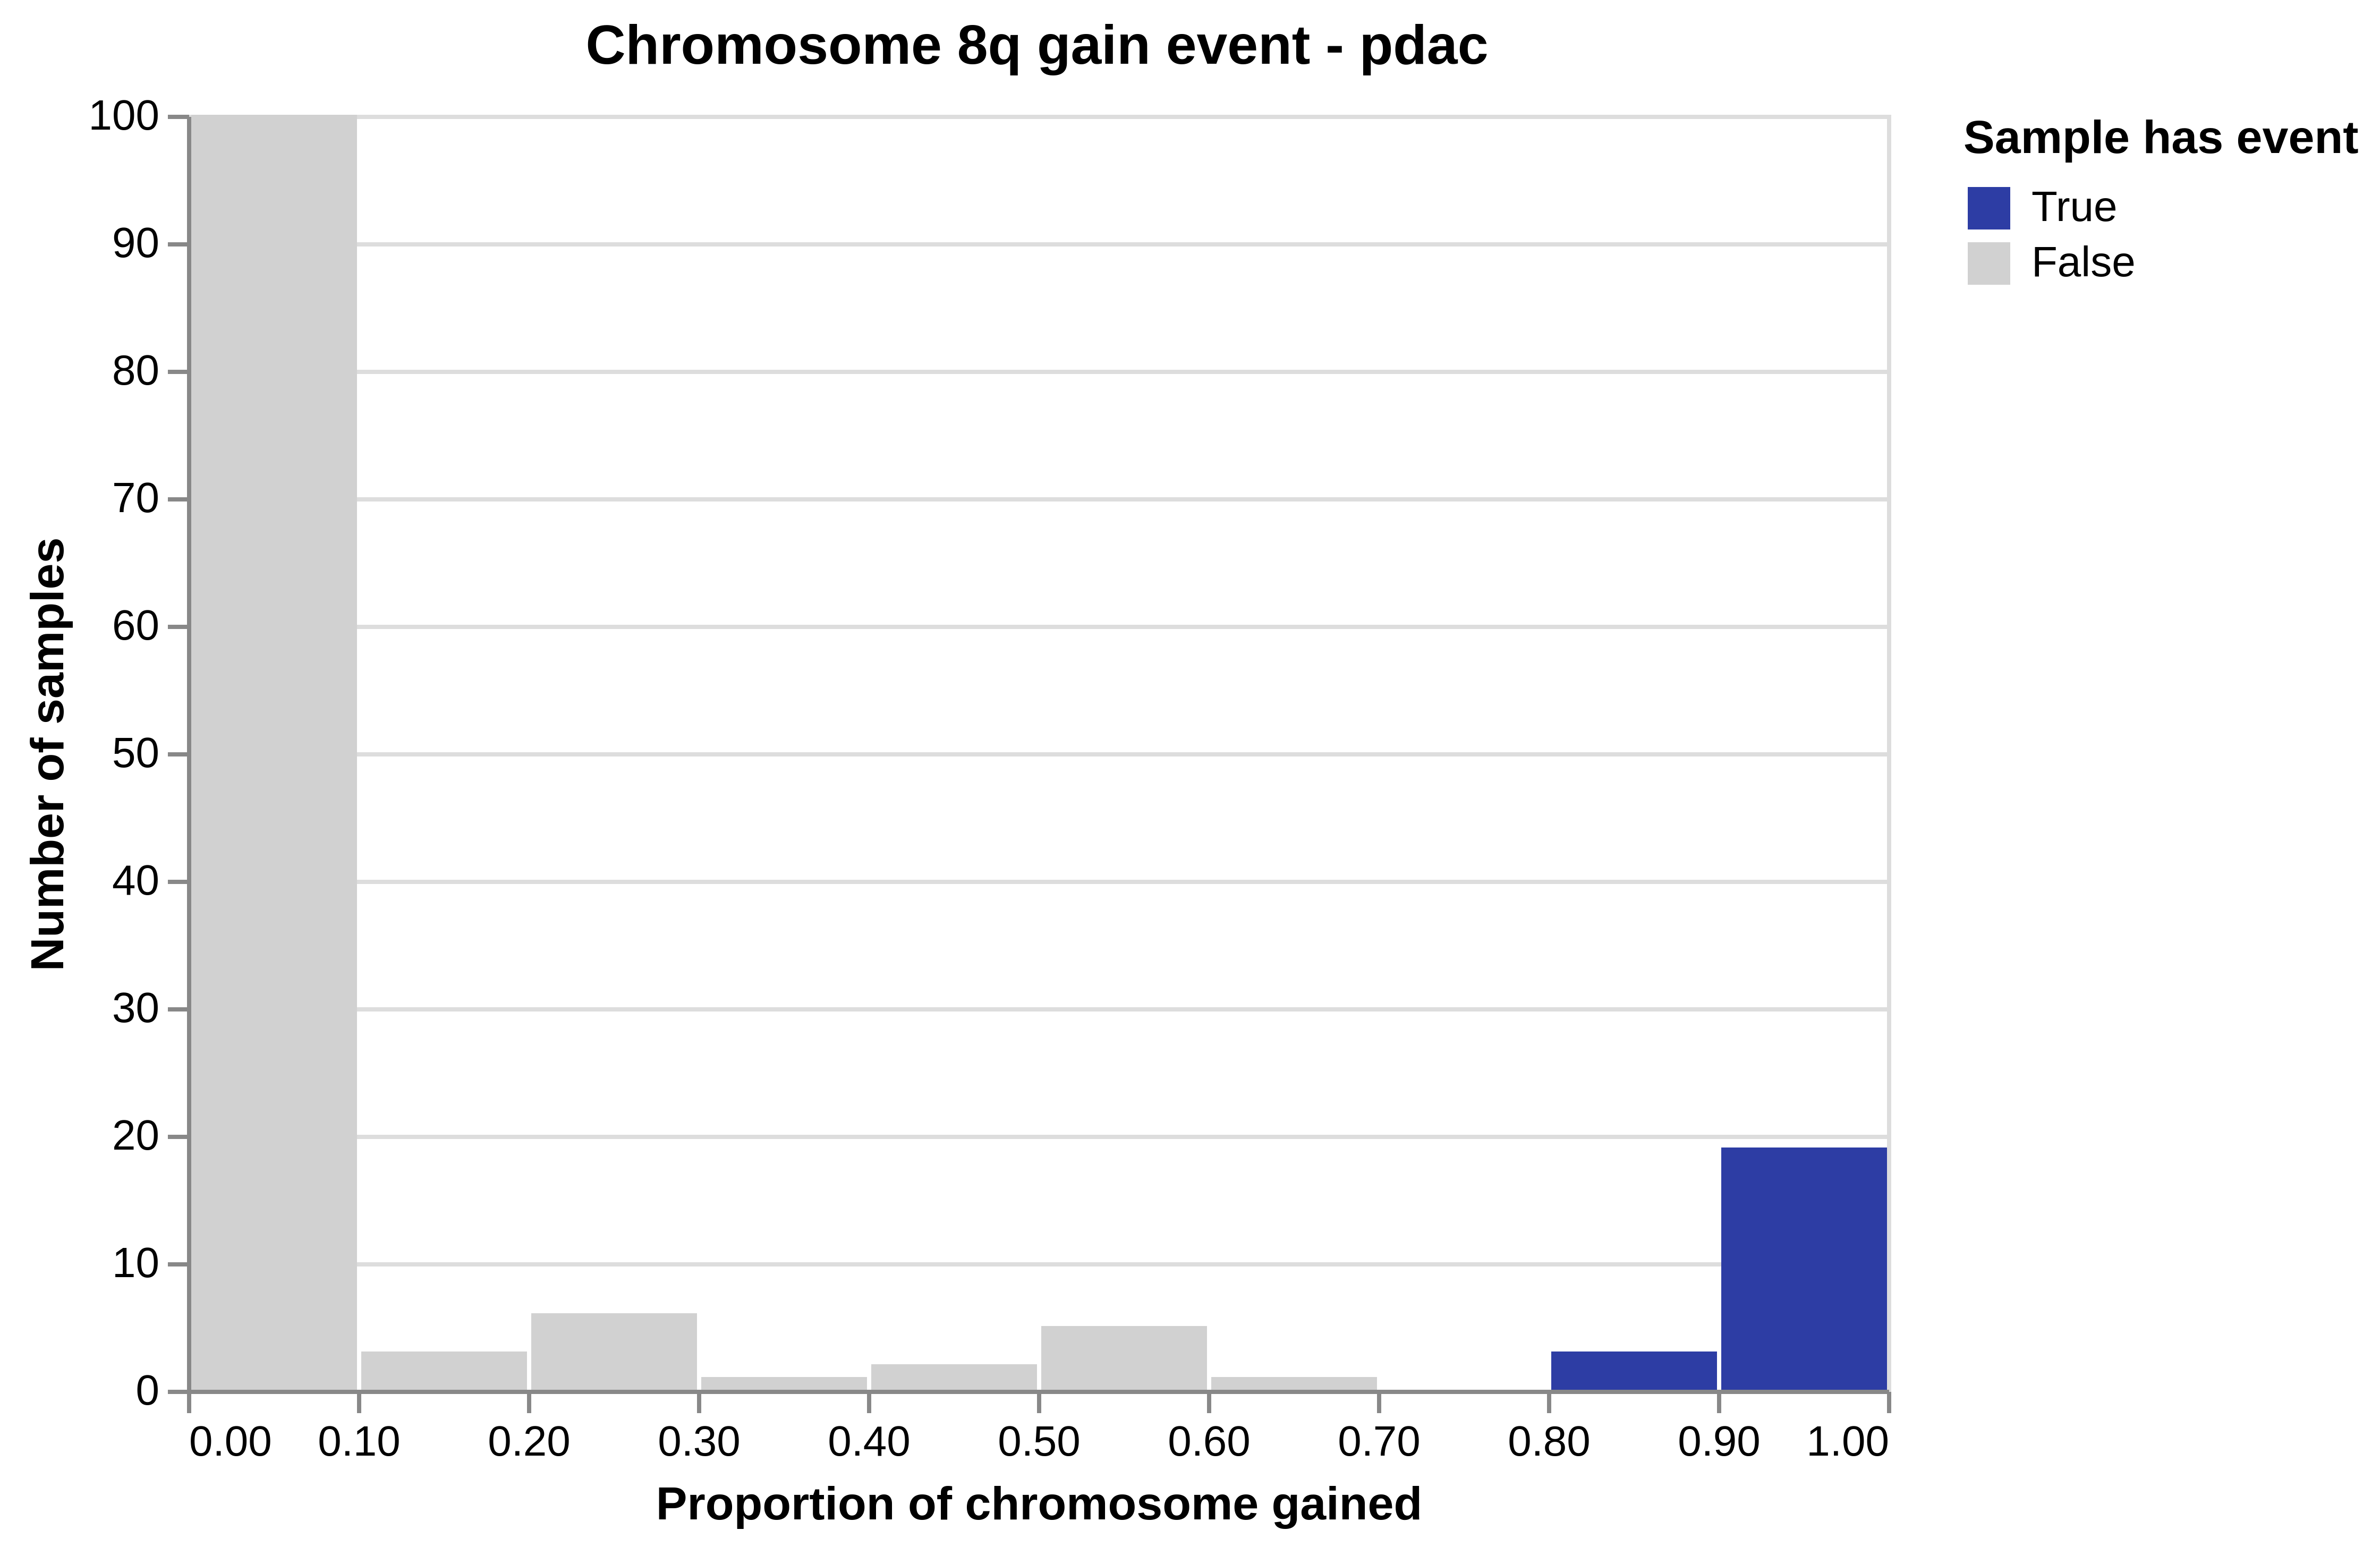 Chromosome 8q gain event - pdac
Sample has event
True
False
Number of samples
100
90
80
70
60
50
40
30
20
10
0
0.00 0.10 0.20 0.30 0.40 0.50 0.60 0.70 0.80 0.90 1.00
Proportion of chromosome gained